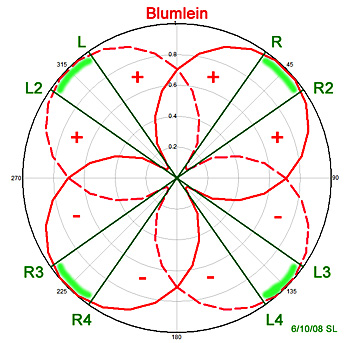 Blumlein
L
R
0.8
315
45
L2
R2
+
+
0.6
0.4
+
+
0.2
270
90
-
-
-
-
R3
L3
225
135
R4
L4
6/10/08 SL
180